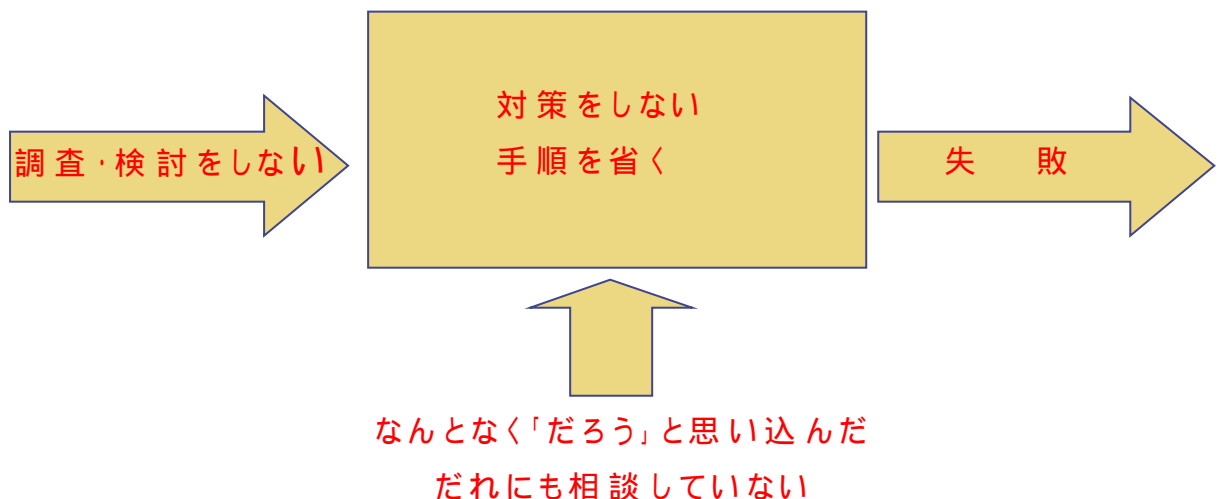 調査・検討をしない
対策をしない
手順を省く
失　敗
なんとなく「だろう」と思い込んだ
だれにも相談していない